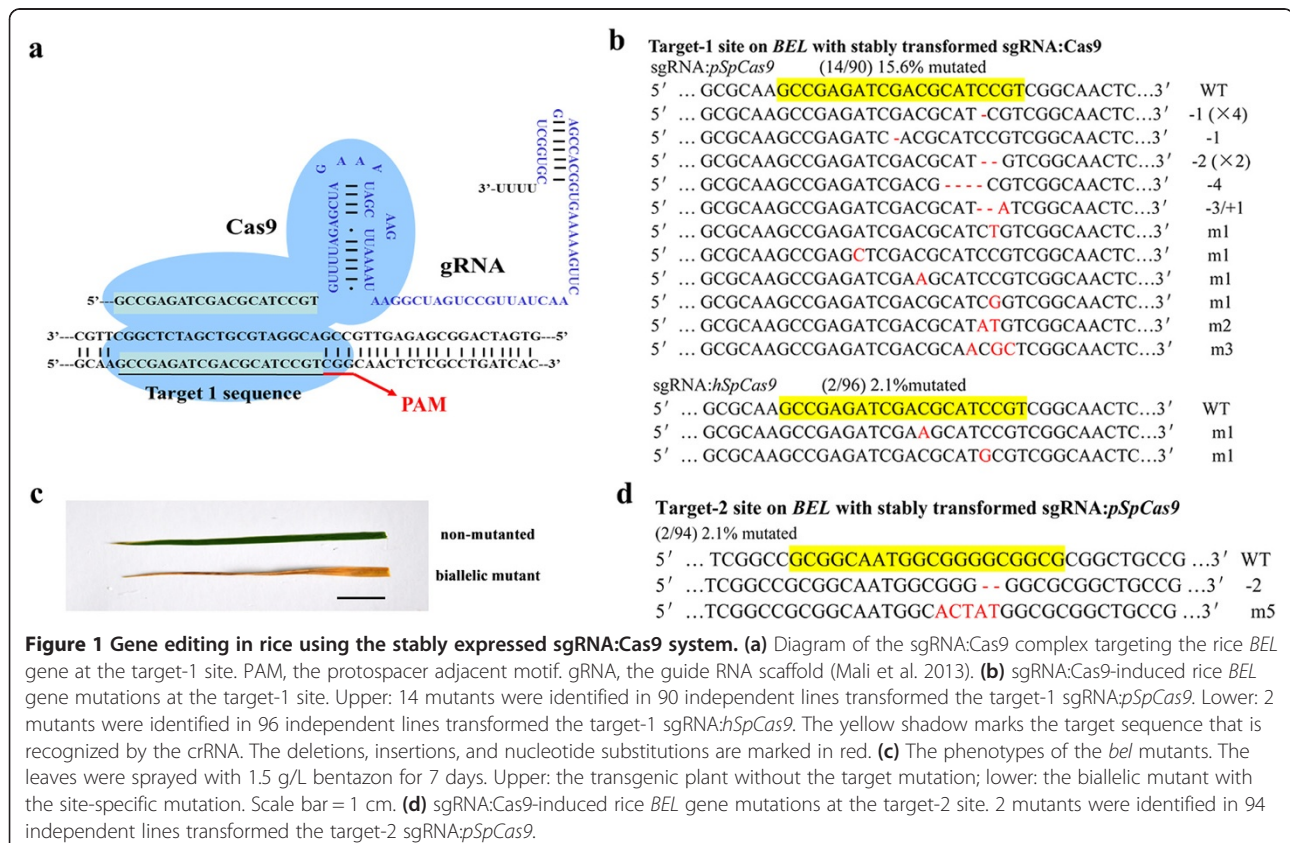 a
G
CGUGGCU
AGCCACGGUGAAAAAGUUC
3'-UUUU
G A A V
GUUUUAGAGCUA
UAGC
AAG
UUAAAAU
Cas9
gRNA
5'---GCCGAGATCGACGCATCCGT
AAGGCUAGUCCGUUAUCAA
3'---CGTTCGGCTCTAGCTGCGTAGGCAGCCGTTGAGAGCGGACTAGTG---5'
5'---GCAAGCCGAGATCGACGCATCCGTCGGCAACTCTCGCCTGATCAC--3'
Target 1 sequence
PAM
b
Target-1 site on BEL with stably transformed sgRNA:Cas9
sgRNA:pSpCas9 (14/90) 15.6% mutated
5' ... GCGCAAGCCGAGATCGACGCATCCGTCGGCAACTC...3' WT
5' ... GCGCAAGCCGAGATCGACGCAT-CGTCGGCAACTC...3' -1 (×4)
5' ... GCGCAAGCCGAGATC-ACGCATCCGTCGGCAACTC...3' -1
5' ... GCGCAAGCCGAGATCGACGCAT--GTCGGCAACTC...3' -2 (×2)
5' ... GCGCAAGCCGAGATCGACG----CGTCGGCAACTC...3' -4
5' ... GCGCAAGCCGAGATCGACGCAT--ATCGGCAACTC...3' -3/+1
5' ... GCGCAAGCCGAGATCGACGCATCTGTCGGCAACTC...3' m1
5' ... GCGCAAGCCGAGCTCGACGCATCCGTCGGCAACTC...3' m1
5' ... GCGCAAGCCGAGATCGAAGCATCCGTCGGCAACTC...3' m1
5' ... GCGCAAGCCGAGATCGACGCATCGGTCGGCAACTC...3' m1
5' ... GCGCAAGCCGAGATCGACGCATATGTCGGCAACTC...3' m2
5' ... GCGCAAGCCGAGATCGACGCAACGCTCGGCAACTC...3' m3
sgRNA:hSpCas9 (2/96) 2.1%mutated
5' ... GCGCAAGCCGAGATCGACGCATCCGTCGGCAACTC...3' WT
5' ... GCGCAAGCCGAGATCGAAGCATCCGTCGGCAACTC...3' m1
5' ... GCGCAAGCCGAGATCGACGCATGCGTCGGCAACTC...3' m1
c
non-mutanted
biallelic mutant
d
Target-2 site on BEL with stably transformed sgRNA:pSpCas9
(2/94) 2.1% mutated
5' ... TCGGCCGCGGCAATGGCGGGGCGGCGCGGCTGCCG ...3' WT
5' ...TCGGCCGCGGCAATGGCGGG--GGCGCGGCTGCCG ...3' -2
5' ...TCGGCCGCGGCAATGGCACTATGGCGCGGCTGCCG ...3' m5
Figure 1 Gene editing in rice using the stably expressed sgRNA:Cas9 system. (a) Diagram of the sgRNA:Cas9 complex targeting the rice BEL
gene at the target-1 site. PAM, the protospacer adjacent motif. gRNA, the guide RNA scaffold (Mali et al. 2013). (b) sgRNA:Cas9-induced rice BEL
gene mutations at the target-1 site. Upper: 14 mutants were identified in 90 independent lines transformed the target-1 sgRNA:pSpCas9. Lower: 2
mutants were identified in 96 independent lines transformed the target-1 sgRNA:hSpCas9. The yellow shadow marks the target sequence that is
recognized by the crRNA. The deletions, insertions, and nucleotide substitutions are marked in red. (c) The phenotypes of the bel mutants. The
leaves were sprayed with 1.5 g/L bentazon for 7 days. Upper: the transgenic plant without the target mutation; lower: the biallelic mutant with
the site-specific mutation. Scale bar = 1 cm. (d) sgRNA:Cas9-induced rice BEL gene mutations at the target-2 site. 2 mutants were identified in 94
independent lines transformed the target-2 sgRNA:pSpCas9.